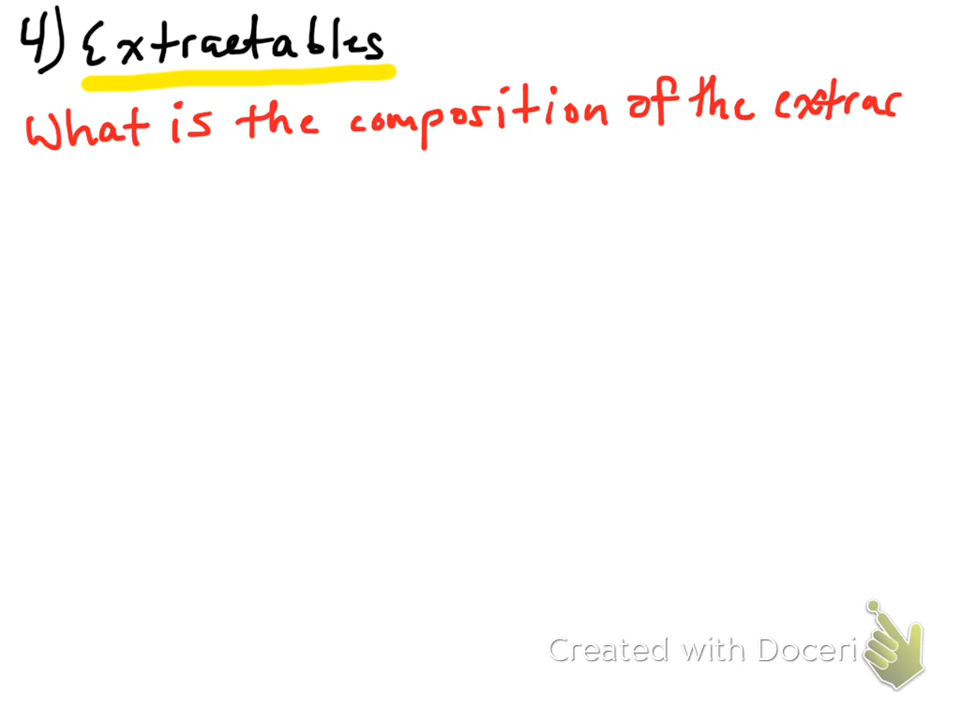 4) Extractables
What is the composition of the extrac
Created with Doceri